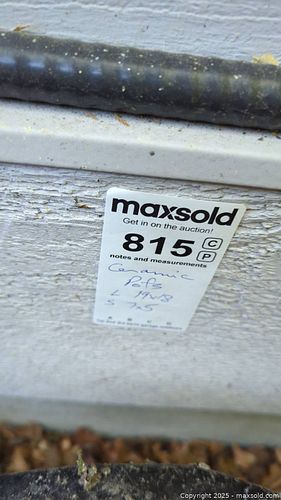 maxsold
Get in on the auction!
815 C
P
notes and measurements
Ceramic
Pots
L 14x8
S 7x5
Copyright © 2025 - maxsold.com